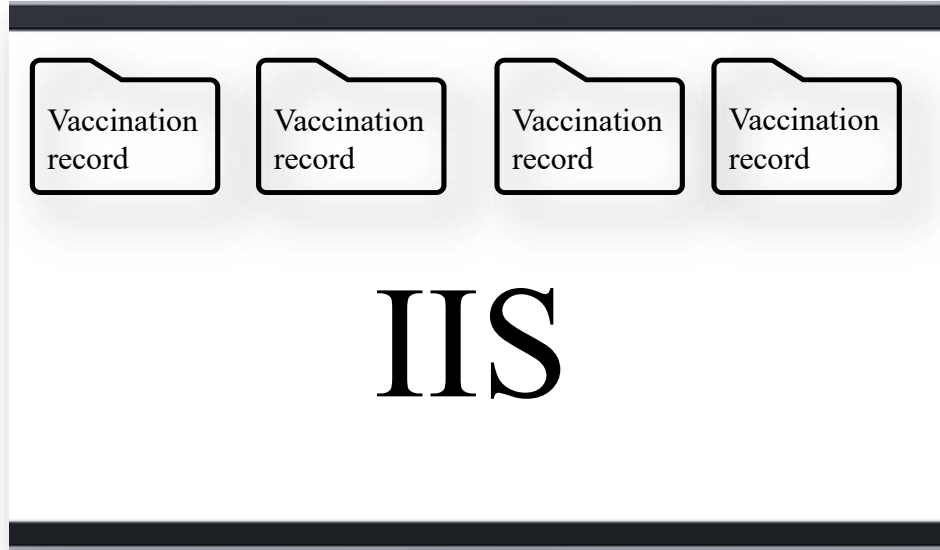 Vaccination
record
Vaccination
record
Vaccination
record
Vaccination
record
IIS